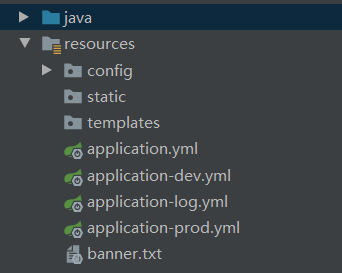 java
resources
config
static
templates
application.yml
application-dev.yml
application-log.yml
application-prod.yml
banner.txt